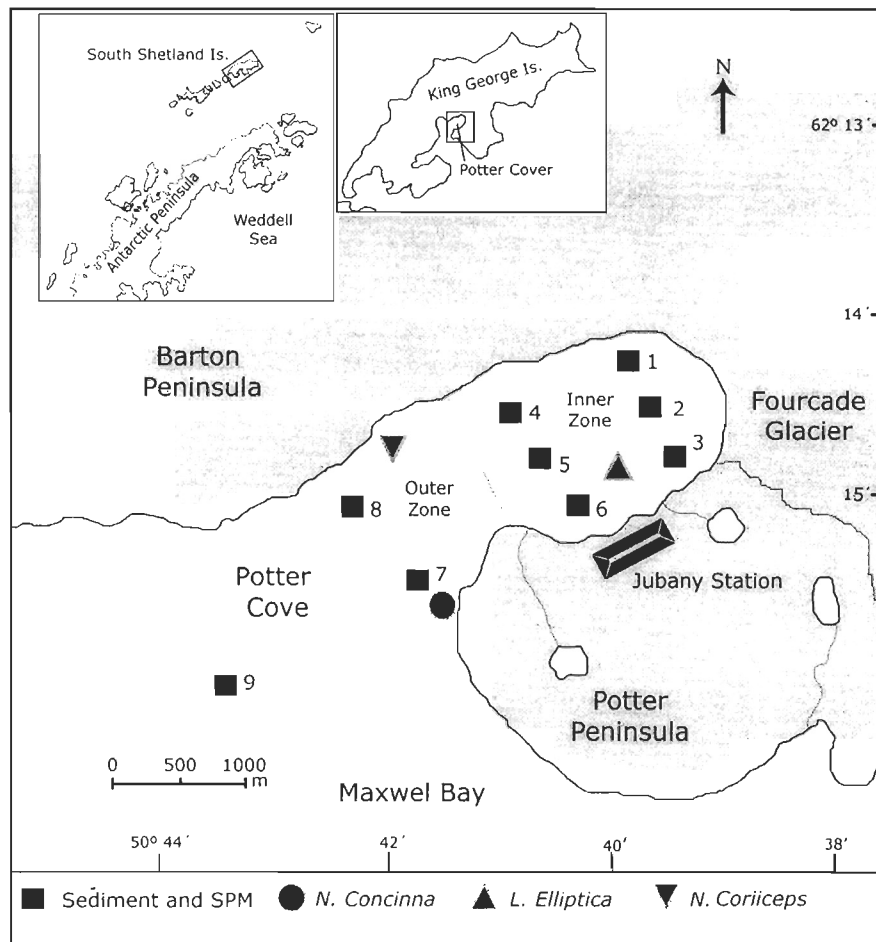 South Shetland Is.
Antarctic Peninsula
Weddell
Sea
King George Is.
Potter Cover
N
62º 13´
14´
15´
Barton
Peninsula
Inner
Zone
Fourcade
Glacier
1
2
3
4
5
6
Outer
Zone
8
7
9
Potter
Cove
Jubany Station
Potter
Peninsula
0 500 1000
m
Maxwel Bay
50º 44´ 42´ 40´ 38´
Sediment and SPM N. Concinna L. Elliptica N. Coriiceps